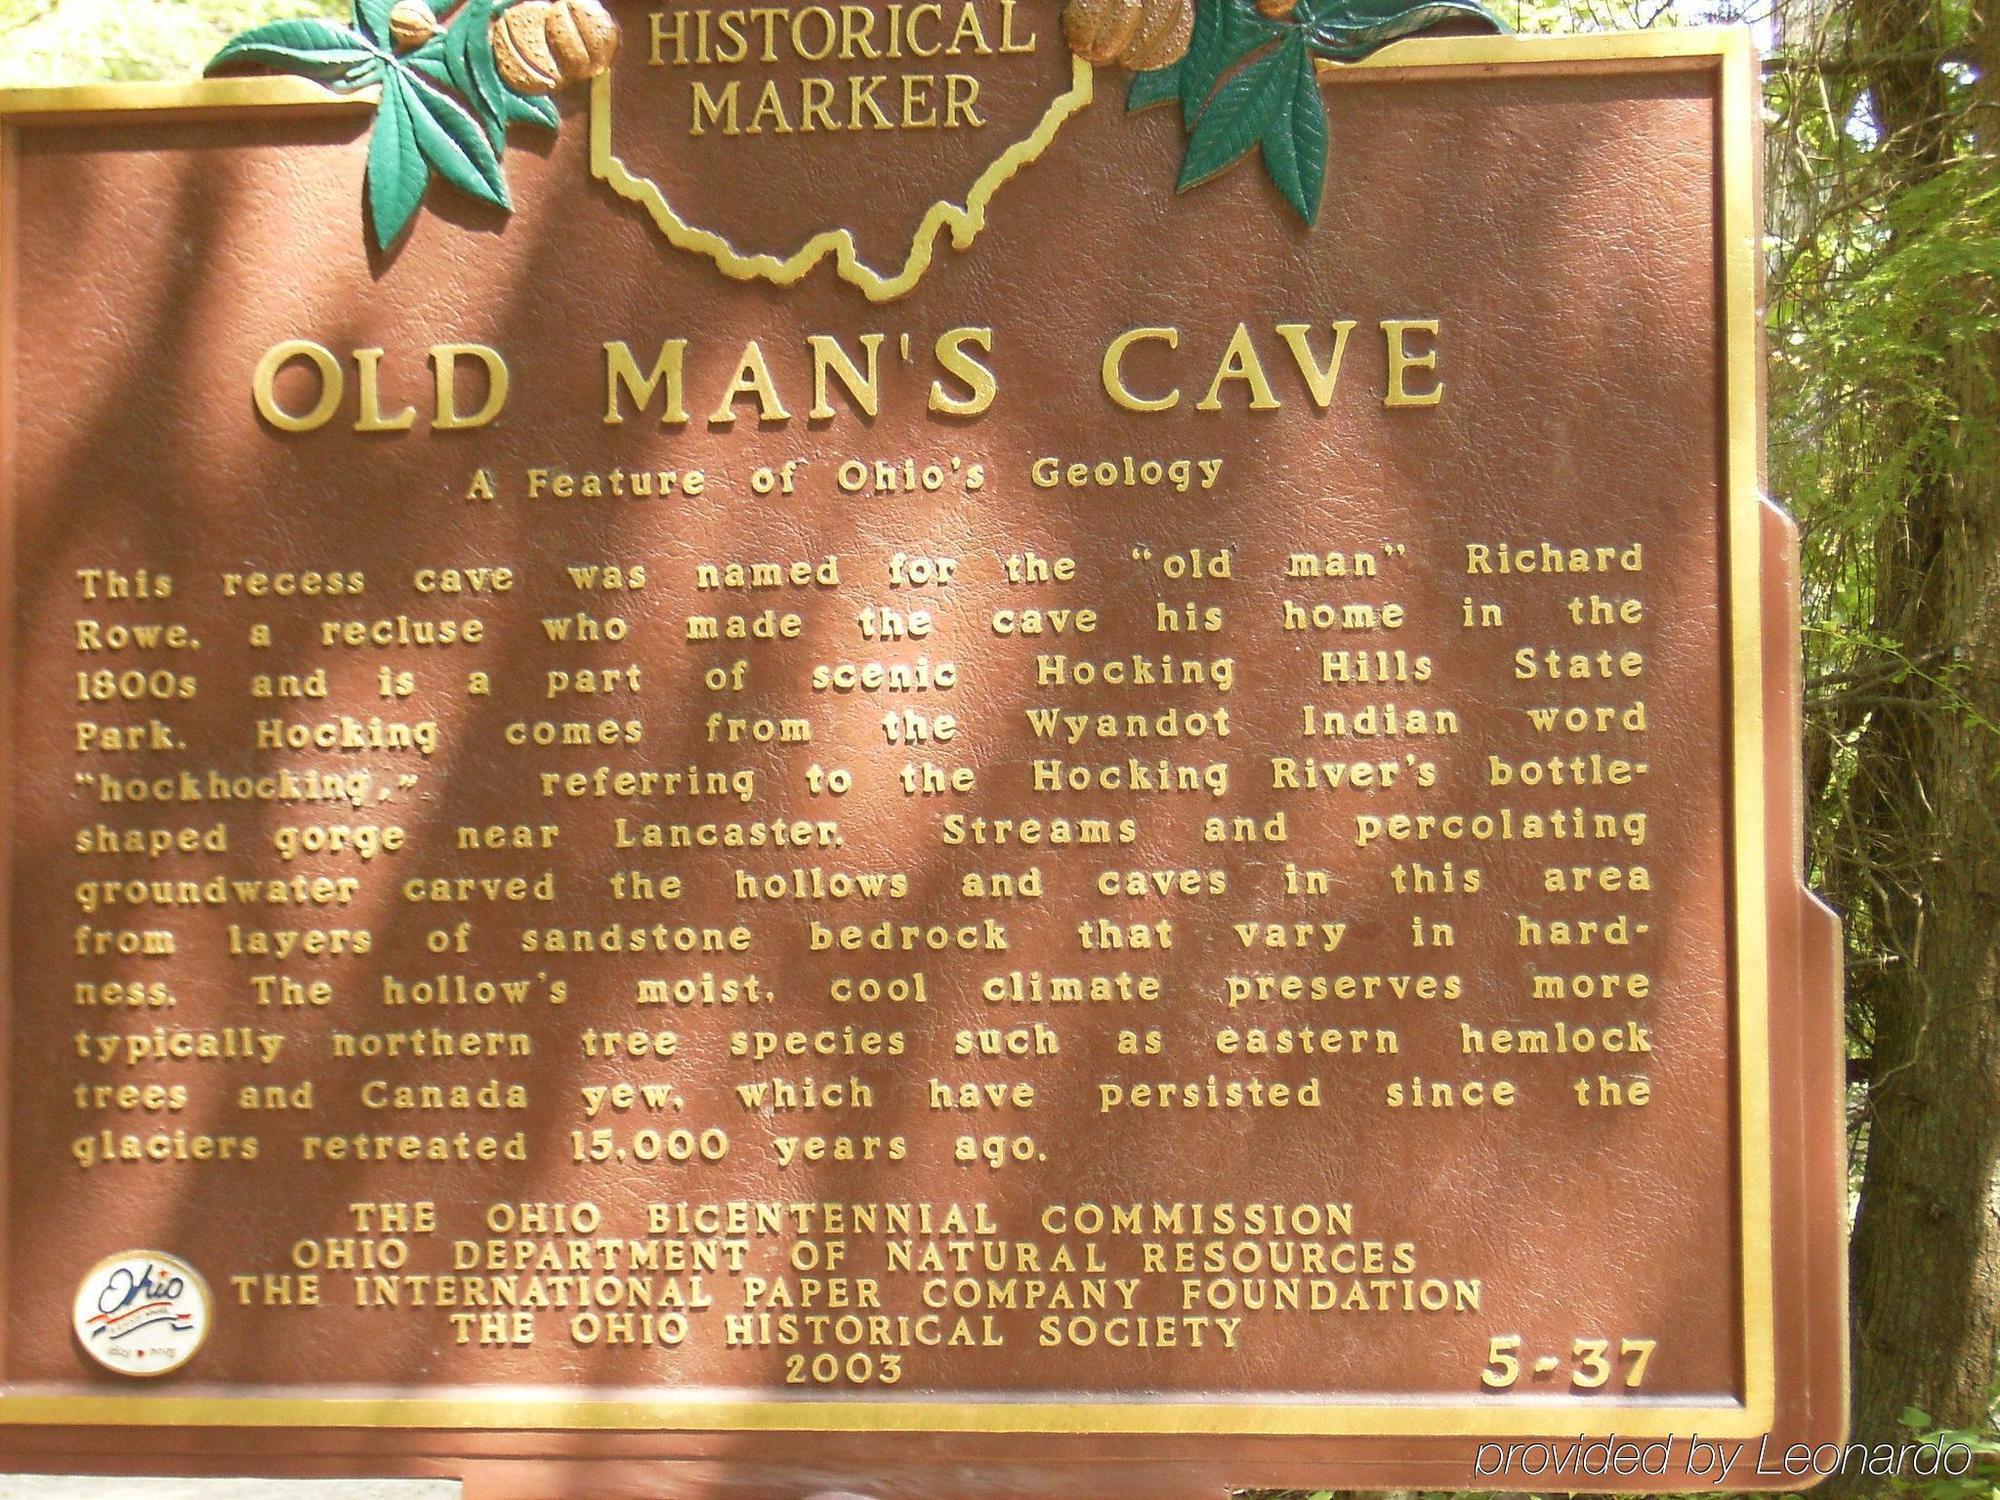 HISTORICAL
MARKER
OLD MAN'S CAVE
A Feature of Ohio's Geology
This recess cave was named for the “old man” Richard
Rowe, a recluse who made the cave his home in the
1800s and is a part of scenic Hocking Hills State
Park. Hocking comes from the Wyandot Indian word
“hockhocking,” referring to the Hocking River's bottle-
shaped gorge near Lancaster. Streams and percolating
groundwater carved the hollows and caves in this area
from layers of sandstone bedrock that vary in hard-
ness. The hollow's moist, cool climate preserves more
typically northern tree species such as eastern hemlock
trees and Canada yew, which have persisted since the
glaciers retreated 15,000 years ago.
THE OHIO BICENTENNIAL COMMISSION
OHIO DEPARTMENT OF NATURAL RESOURCES
THE INTERNATIONAL PAPER COMPANY FOUNDATION
THE OHIO HISTORICAL SOCIETY
2003
5-37
Ohio
provided by Leonardo